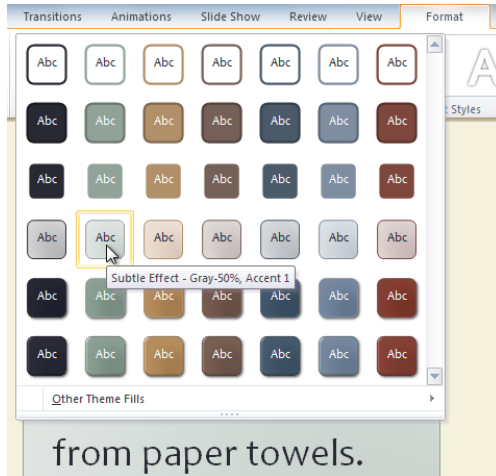 Transitions Animations Slide Show Review View Format
Abc Abc Abc Abc Abc Abc Abc
A
Abc Abc Abc Abc Abc Abc Abc
Styles
Abc Abc Abc Abc Abc Abc Abc
Abc Abc Abc Abc Abc Abc Abc
Subtle Effect - Gray-50%, Accent 1
Abc Abc Abc Abc Abc Abc Abc
Abc Abc Abc Abc Abc Abc Abc
Other Theme Fills
from paper towels.